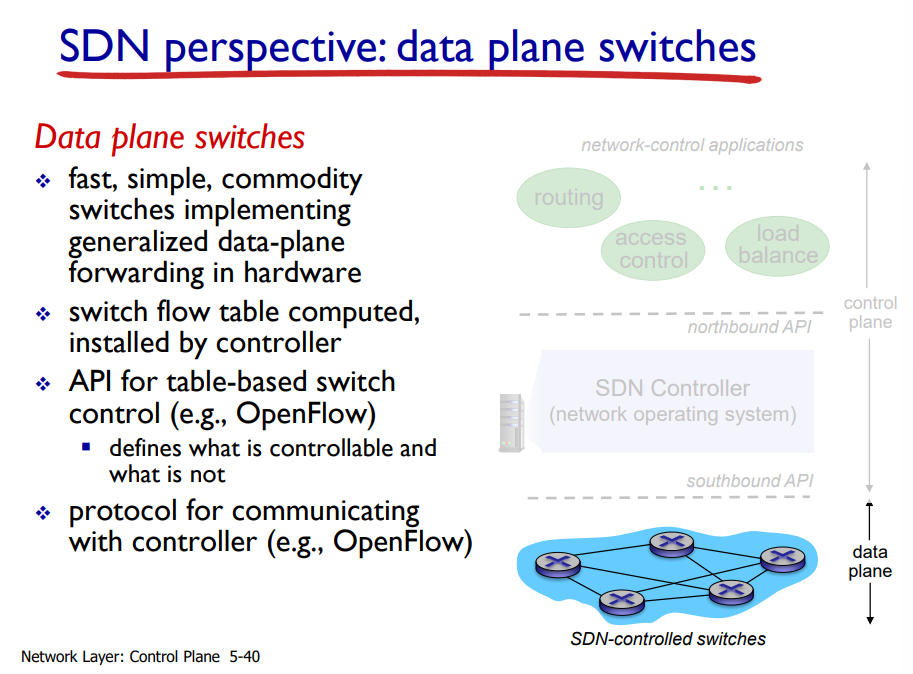 SDN perspective: data plane switches
Data plane switches
fast, simple, commodity
switches implementing
generalized data-plane
forwarding in hardware
switch flow table computed,
installed by controller
API for table-based switch
control (e.g., OpenFlow)
defines what is controllable and
what is not
protocol for communicating
with controller (e.g., OpenFlow)
network-control applications
routing
...
access
control
load
balance
control
plane
northbound API
SDN Controller
(network operating system)
southbound API
data
plane
SDN-controlled switches
Network Layer: Control Plane 5-40